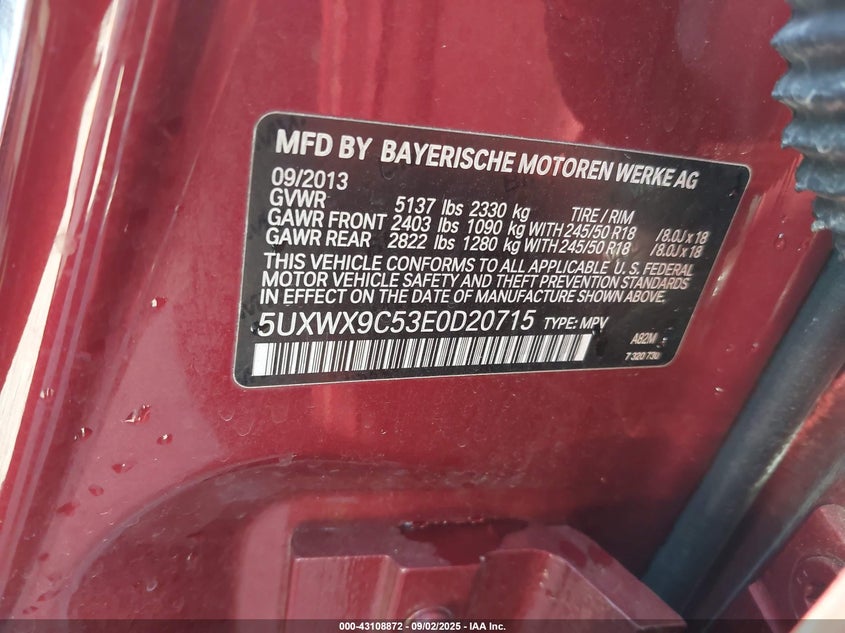 MFD BY BAYERISCHE MOTOREN WERKE AG
09/2013
GVWR 5137 lbs 2330 kg TIRE / RIM
GAWR FRONT 2403 lbs 1090 kg WITH 245/50 R18 /8.0J x 18
GAWR REAR 2822 lbs 1280 kg WITH 245/50 R18 /8.0J x 18
THIS VEHICLE CONFORMS TO ALL APPLICABLE U.S. FEDERAL
MOTOR VEHICLE SAFETY AND THEFT PREVENTION STANDARDS
IN EFFECT ON THE DATE OF MANUFACTURE SHOWN ABOVE.
5UXWX9C53E0D20715 TYPE: MPV
A82M
7 320 730
000-43108872 • 09/02/2025 • IAA Inc.